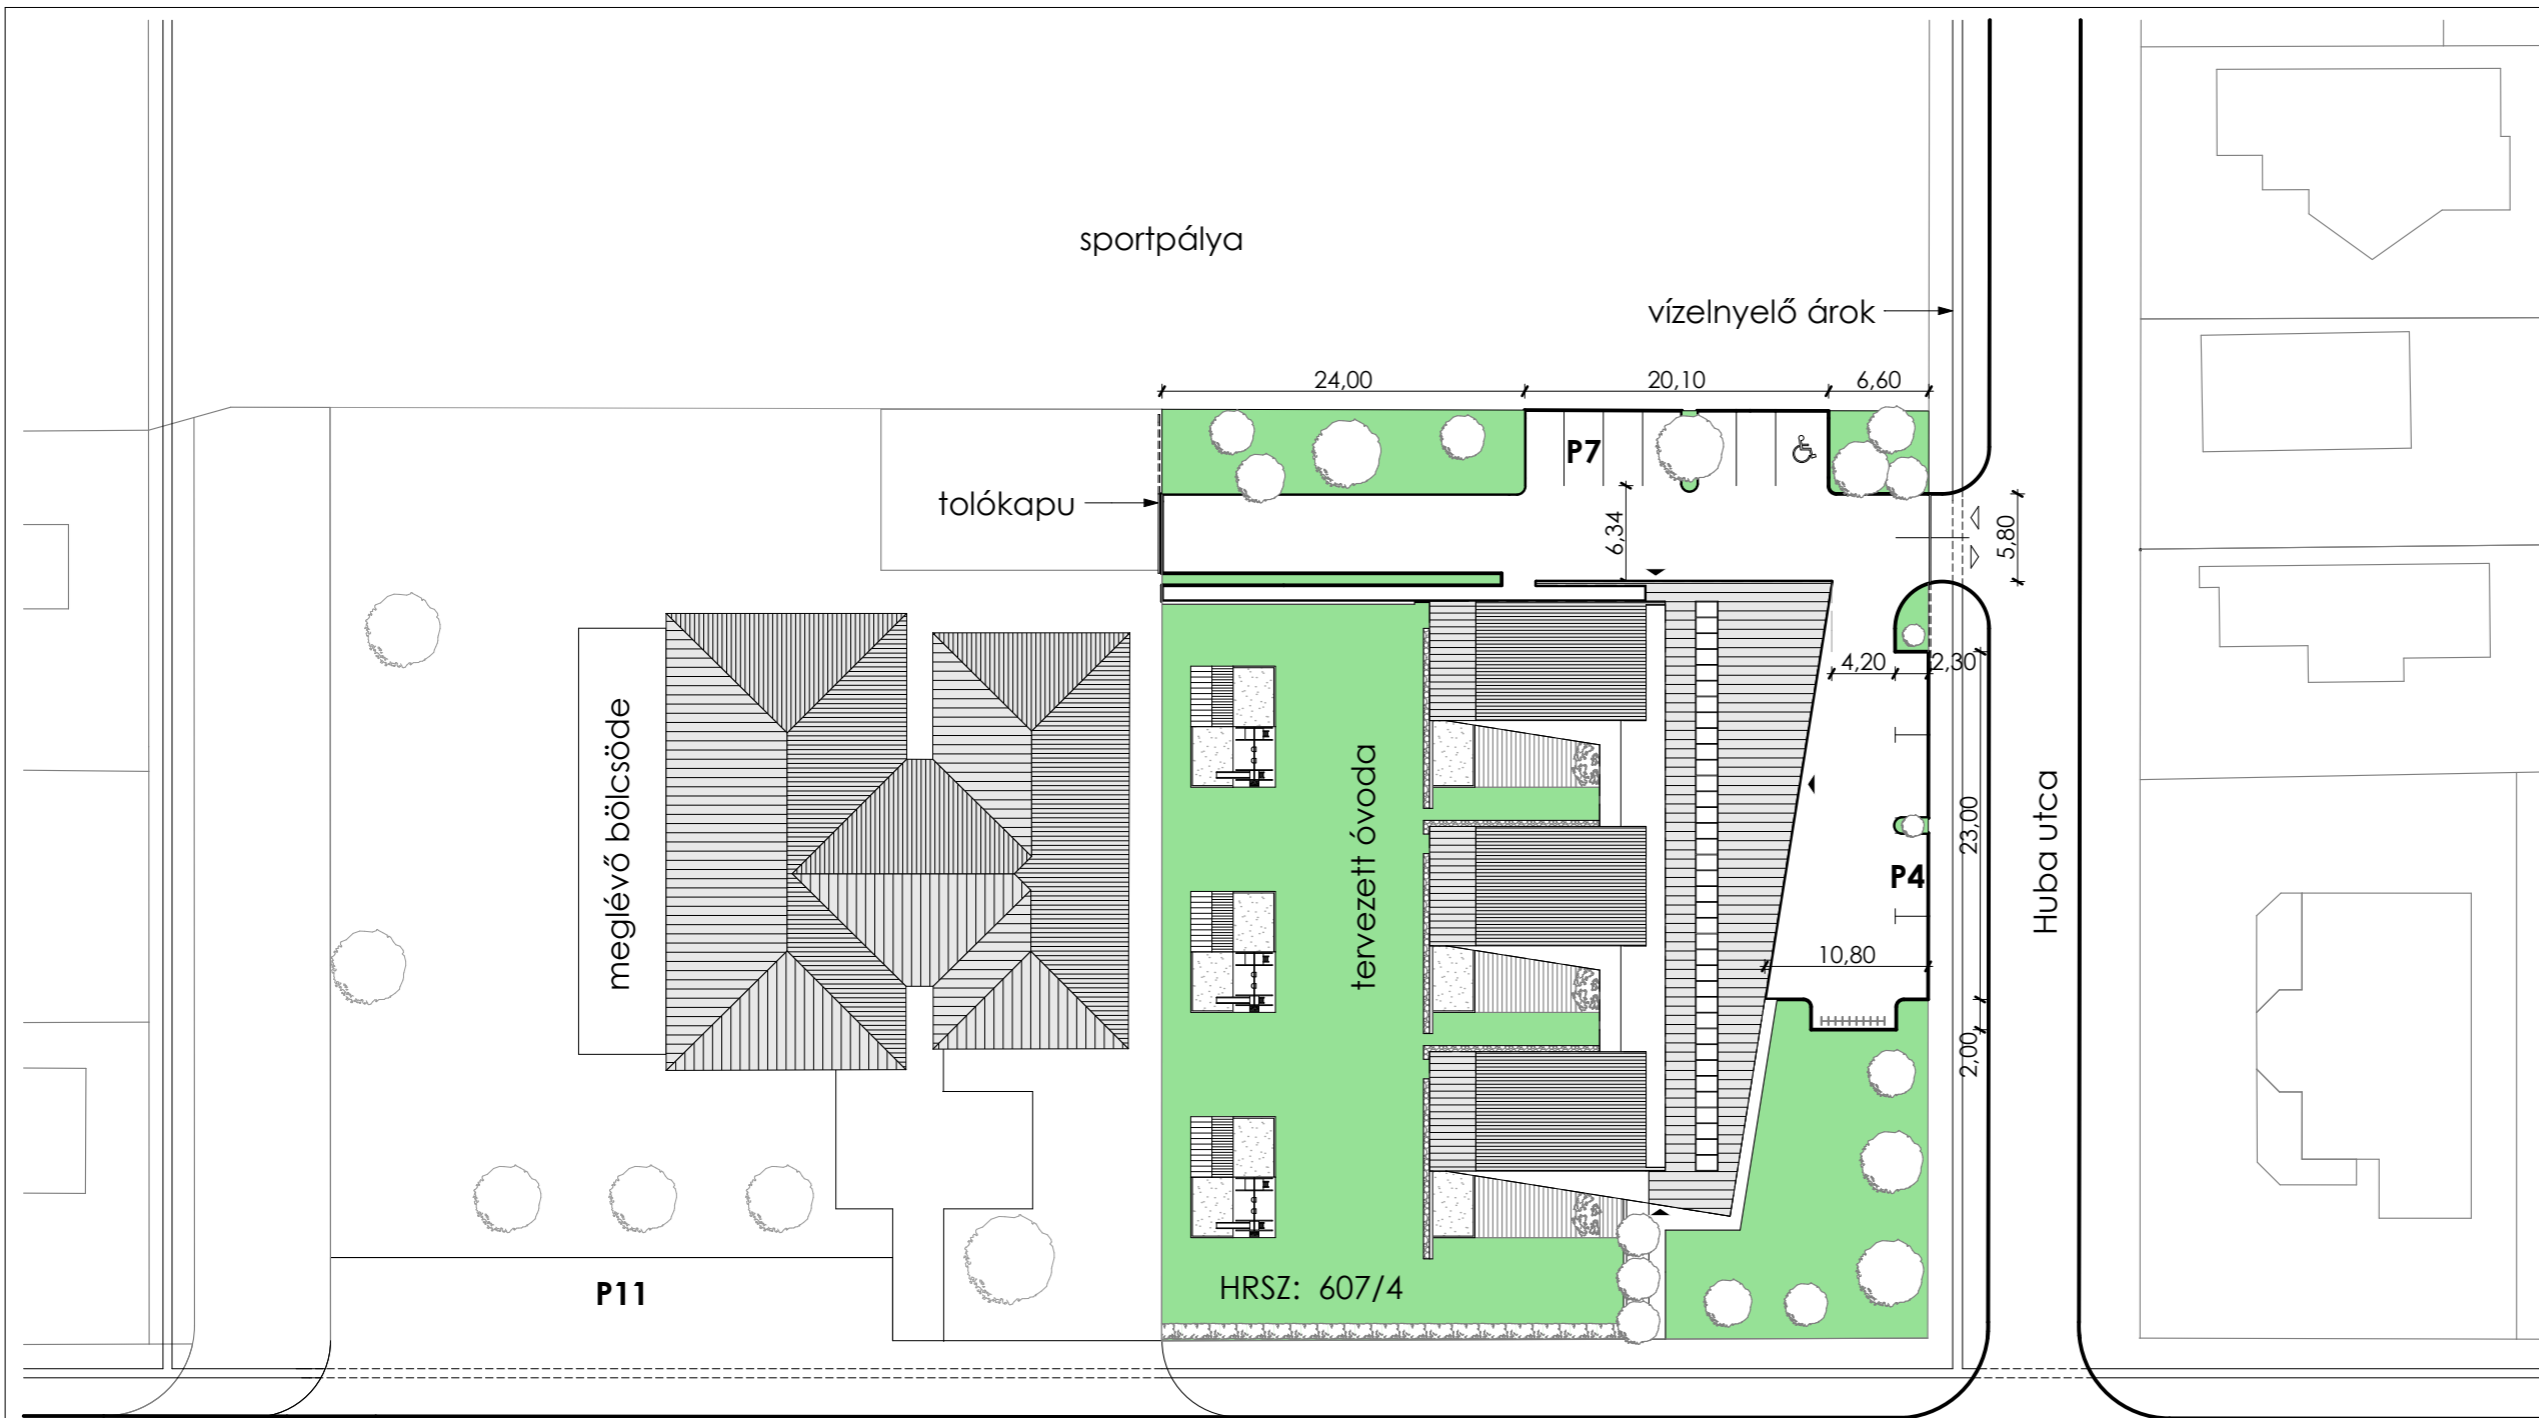 sportpálya
vízelnyelő árok
24,00
20,10
6,60
P7
tolókapu
6,34
5,80
4,20
2,30
meglévő bölcsöde
tervezett óvoda
23,00
Huba utca
P4
10,80
2,00
HRSZ: 607/4
P11